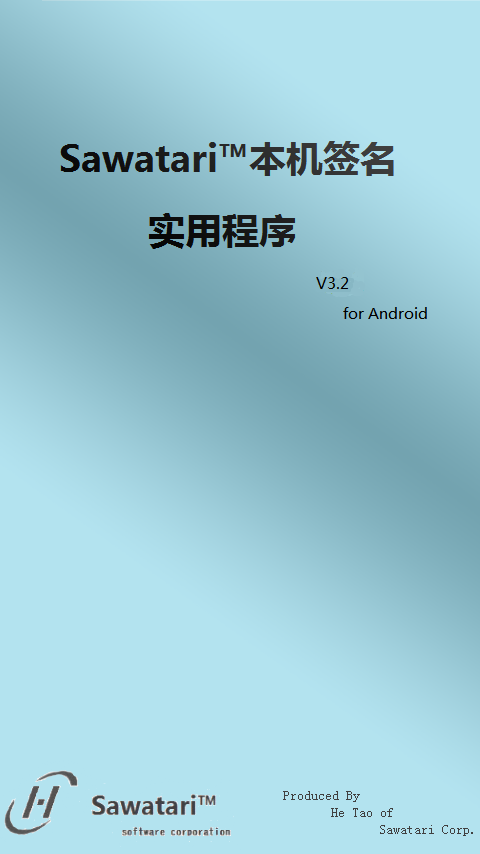 Sawatari™本机签名
实用程序
V3.2
for Android
H
Sawatari™
software corporation
Produced By
He Tao of
Sawatari Corp.